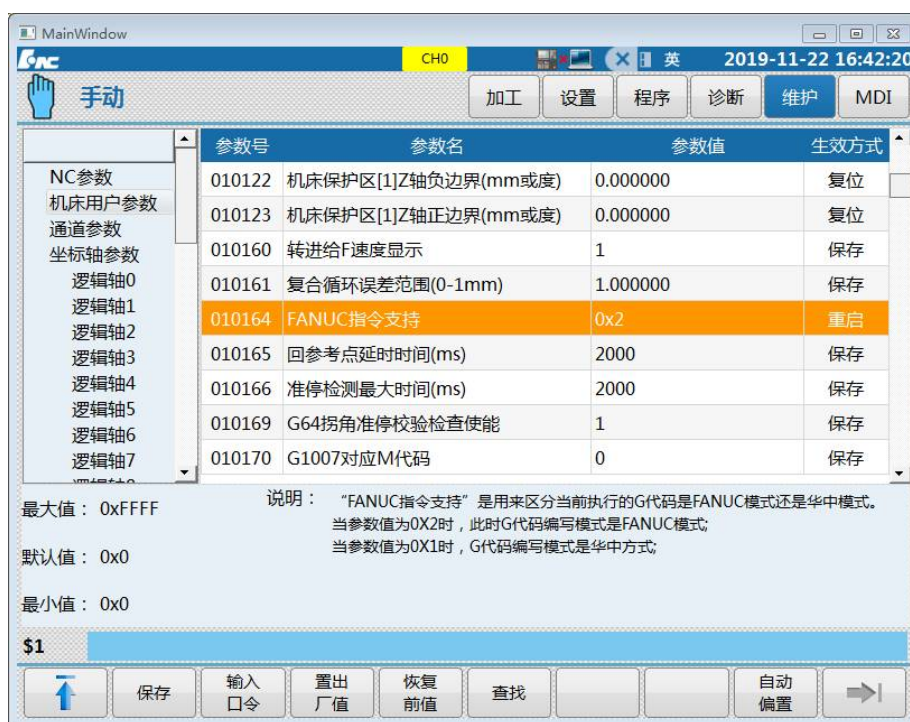 MainWindow
CH0 英 2019-11-22 16:42:20
手动 加工 设置 程序 诊断 维护 MDI
参数号 参数名 参数值 生效方式
NC参数
机床用户参数
通道参数
坐标轴参数
逻辑轴0
逻辑轴1
逻辑轴2
逻辑轴3
逻辑轴4
逻辑轴5
逻辑轴6
逻辑轴7
010122 机床保护区[1]Z轴负边界(mm或度) 0.000000 复位
010123 机床保护区[1]Z轴正边界(mm或度) 0.000000 复位
010160 转进给F速度显示 1 保存
010161 复合循环误差范围(0-1mm) 1.000000 保存
010164 FANUC指令支持 0x2 重启
010165 回参考点延时时间(ms) 2000 保存
010166 准停检测最大时间(ms) 2000 保存
010169 G64拐角准停校验检查使能 1 保存
010170 G1007对应M代码 0 保存
最大值： 0xFFFF
默认值： 0x0
最小值： 0x0
说明： “FANUC指令支持”是用来区分当前执行的G代码是FANUC模式还是华中模式。
当参数值为0X2时，此时G代码编写模式是FANUC模式;
当参数值为0X1时，G代码编写模式是华中方式;
$1
保存 输入口令 置出厂值 恢复前值 查找 自动偏置